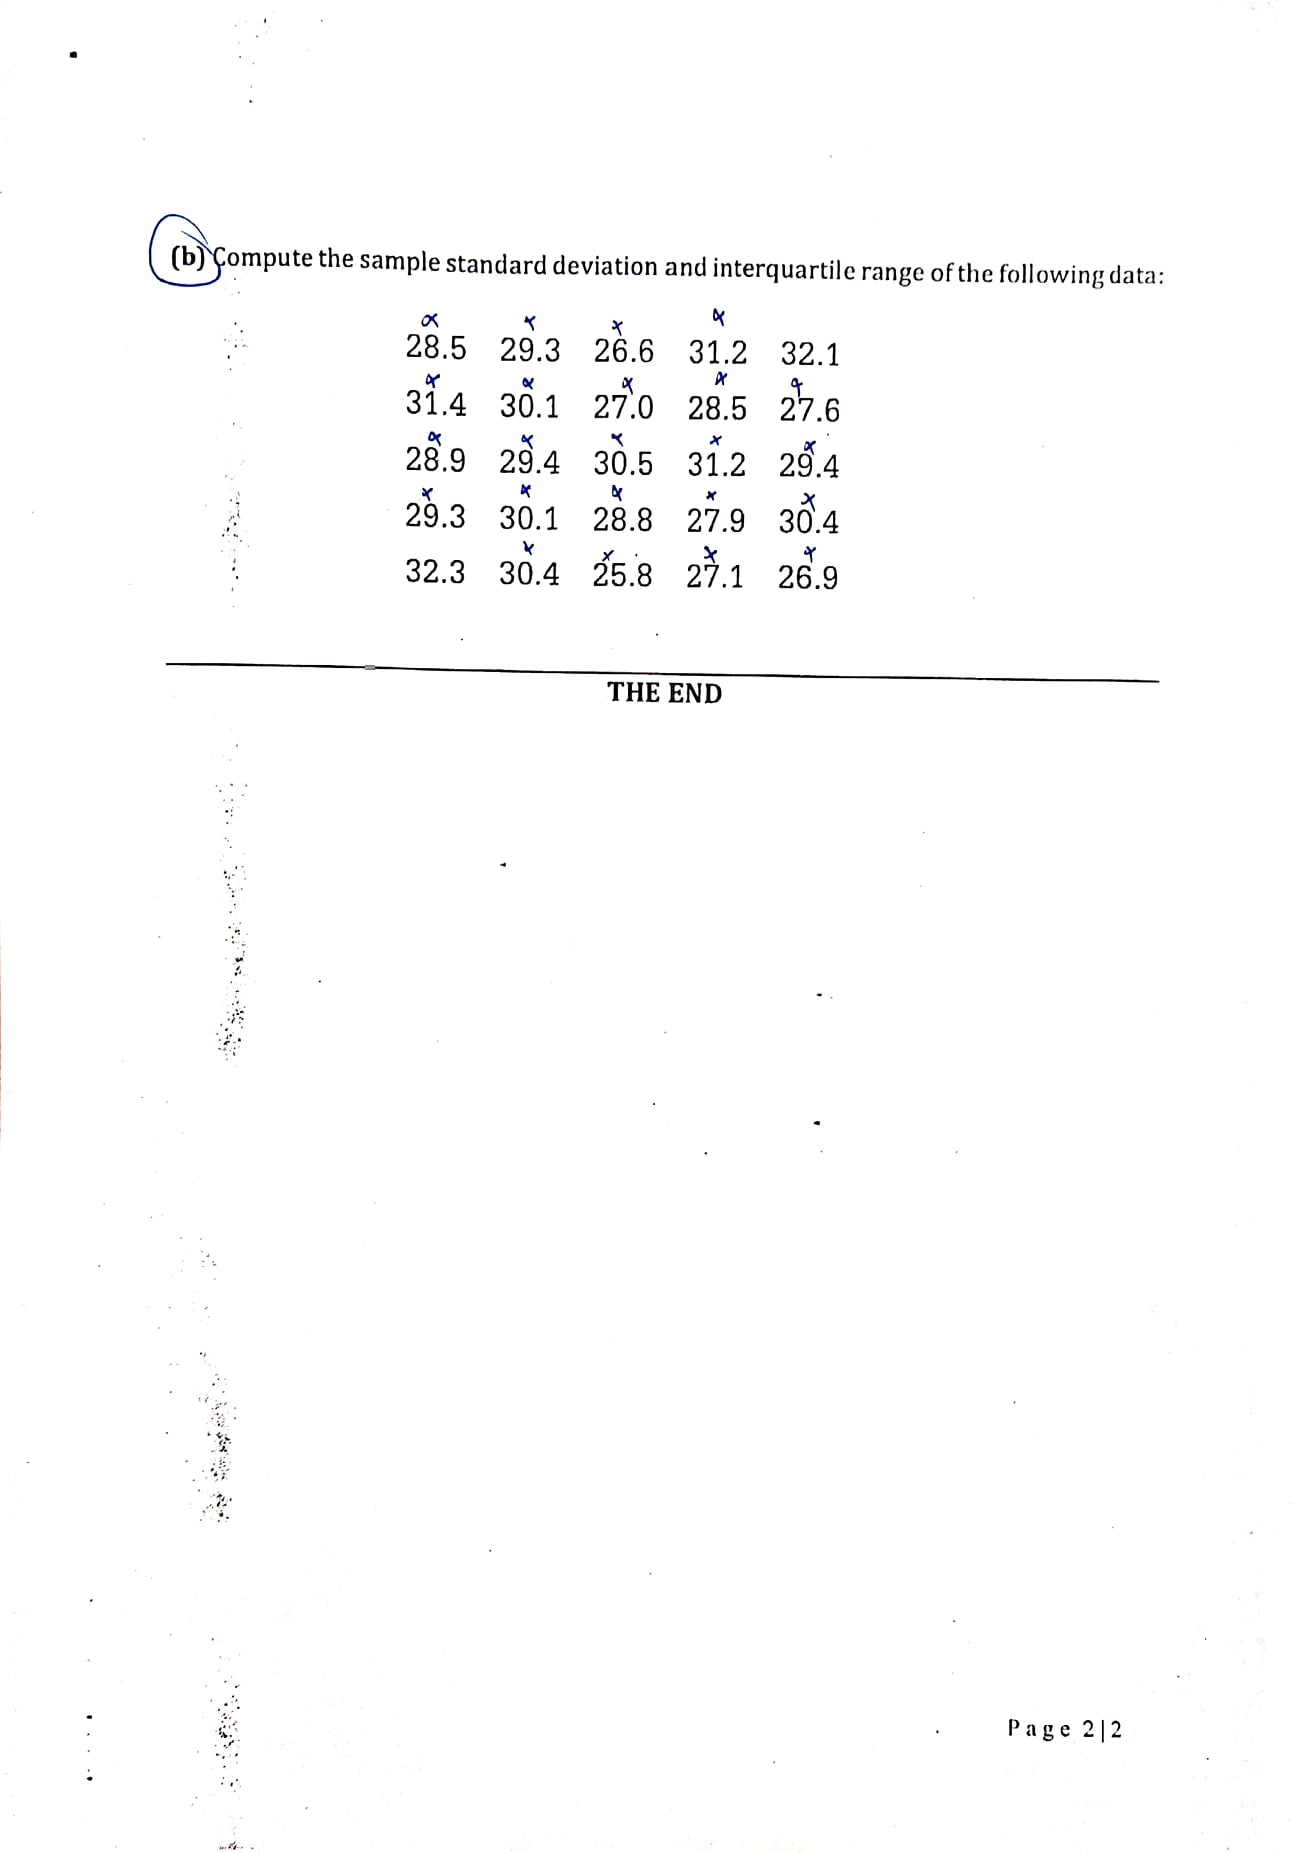 (b) Compute the sample standard deviation and interquartile range of the following data:
28.5 29.3 26.6 31.2 32.1
31.4 30.1 27.0 28.5 27.6
28.9 29.4 30.5 31.2 29.4
29.3 30.1 28.8 27.9 30.4
32.3 30.4 25.8 27.1 26.9
THE END
Page 2|2